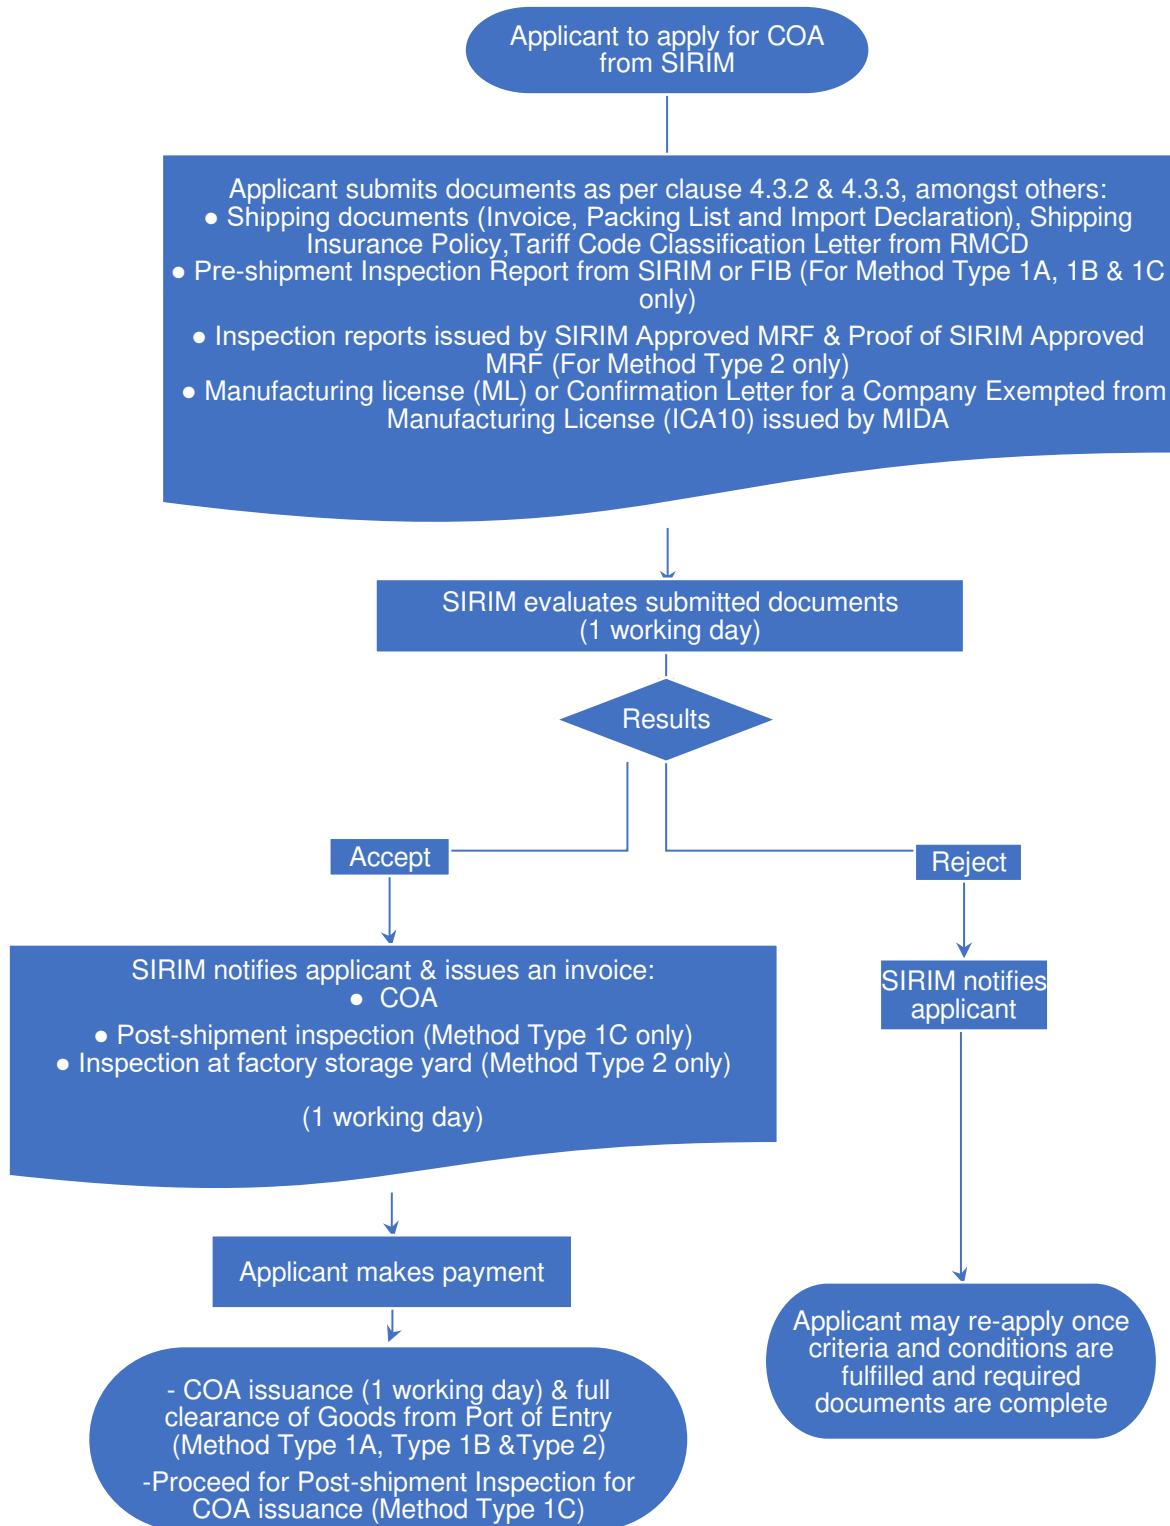 Applicant to apply for COA
from SIRIM
Applicant submits documents as per clause 4.3.2 & 4.3.3, amongst others:
● Shipping documents (Invoice, Packing List and Import Declaration), Shipping
Insurance Policy,Tariff Code Classification Letter from RMCD
● Pre-shipment Inspection Report from SIRIM or FIB (For Method Type 1A, 1B & 1C
only)
● Inspection reports issued by SIRIM Approved MRF & Proof of SIRIM Approved
MRF (For Method Type 2 only)
● Manufacturing license (ML) or Confirmation Letter for a Company Exempted from
Manufacturing License (ICA10) issued by MIDA
SIRIM evaluates submitted documents
(1 working day)
Results
Accept
Reject
SIRIM notifies applicant & issues an invoice:
● COA
● Post-shipment inspection (Method Type 1C only)
● Inspection at factory storage yard (Method Type 2 only)
(1 working day)
SIRIM notifies
applicant
Applicant makes payment
Applicant may re-apply once
criteria and conditions are
fulfilled and required
documents are complete
- COA issuance (1 working day) & full
clearance of Goods from Port of Entry
(Method Type 1A, Type 1B &Type 2)
-Proceed for Post-shipment Inspection for
COA issuance (Method Type 1C)